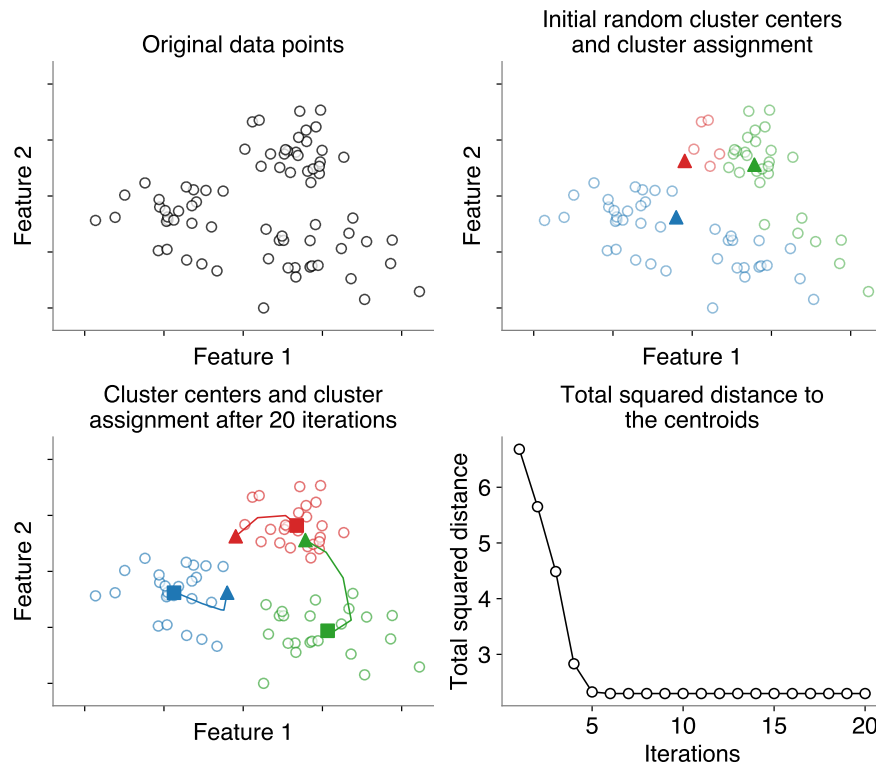 Original data points
Feature 2
Feature 1
Initial random cluster centers
and cluster assignment
Feature 2
Feature 1
Cluster centers and cluster
assignment after 20 iterations
Feature 2
Feature 1
Total squared distance to
the centroids
Total squared distance
6
5
4
3
5
10
15
20
Iterations